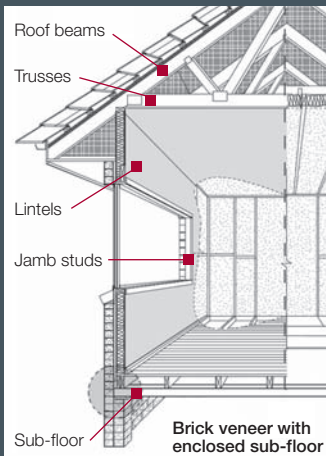 Roof beams
Trusses
Lintels
Jamb studs
Sub-floor
Brick veneer with
enclosed sub-floor